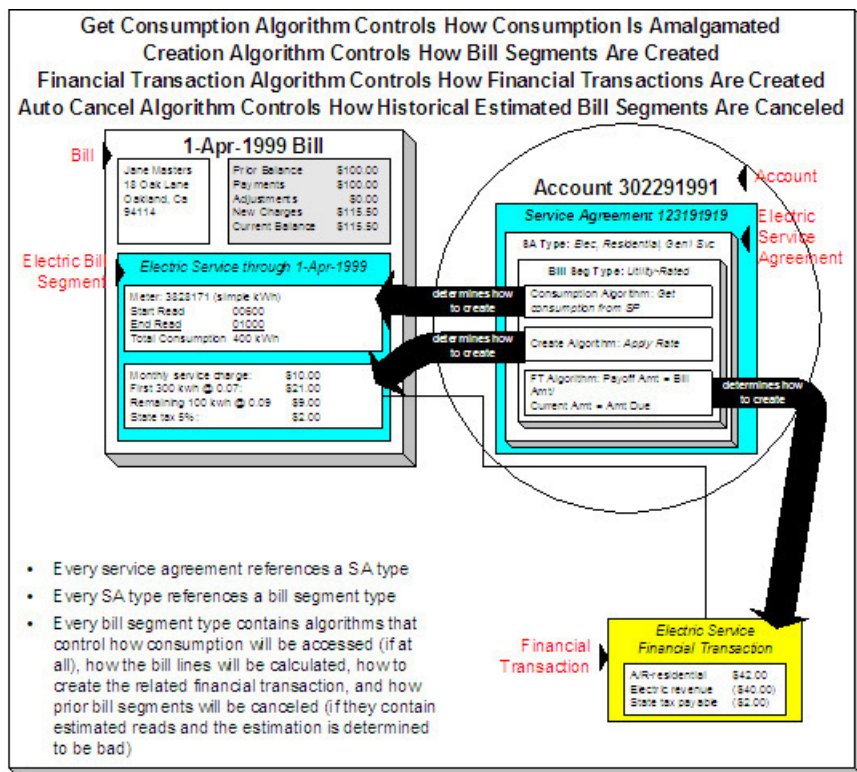 Get Consumption Algorithm Controls How Consumption Is Amalgamated
Creation Algorithm Controls How Bill Segments Are Created
Financial Transaction Algorithm Controls How Financial Transactions Are Created
Auto Cancel Algorithm Controls How Historical Estimated Bill Segments Are Canceled
Bill
1-Apr-1999 Bill
Jane Masters
18 Oak Lane
Oakland, Ca
94114
Prior Balance $100.00
Payments $100.00
Adjustments $0.00
New Charges $115.50
Current Balance $115.50
Electric Bill
Segment
Electric Service through 1-Apr-1999
Meter: 3828171 (simple kWh)
Start Read 00600
End Read 01000
Total Consumption 400 kWh
Monthly service charge: $10.00
First 300 kwh @ 0.07: $21.00
Remaining 100 kwh @ 0.09 $9.00
State tax 5%: $2.00
Account
Account 302291991
Electric
Service
Agreement
Service Agreement 123191919
SA Type: Elec, Residential, Genl Svc
Bill Seg Type: Utility-Rated
determines how
to create
Consumption Algorithm: Get
consumption from SP
determines how
to create
Create Algorithm: Apply Rate
FT Algorithm: Payoff Amt = Bill
Amt/
Current Amt = Amt Due
determines how
to create
• Every service agreement references a SA type
• Every SA type references a bill segment type
• Every bill segment type contains algorithms that
control how consumption will be accessed (if at
all), how the bill lines will be calculated, how to
create the related financial transaction, and how
prior bill segments will be canceled (if they contain
estimated reads and the estimation is determined
to be bad)
Financial
Transaction
Electric Service
Financial Transaction
A/R-residential $42.00
Electric revenue ($40.00)
State tax payable ($2.00)